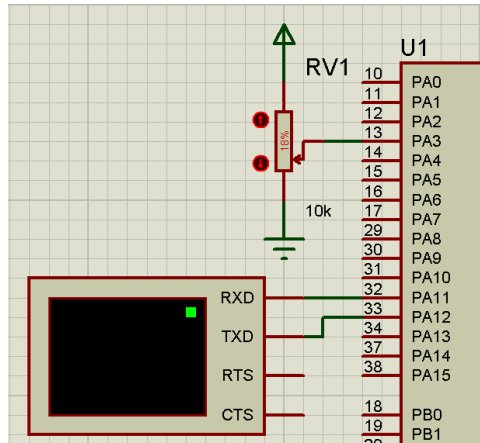 U1
RV1
18%
10k
10 PA0
11 PA1
12 PA2
13 PA3
14 PA4
15 PA5
16 PA6
17 PA7
29 PA8
30 PA9
31 PA10
32 PA11
33 PA12
34 PA13
37 PA14
38 PA15
18 PB0
19 PB1
RXD
TXD
RTS
CTS